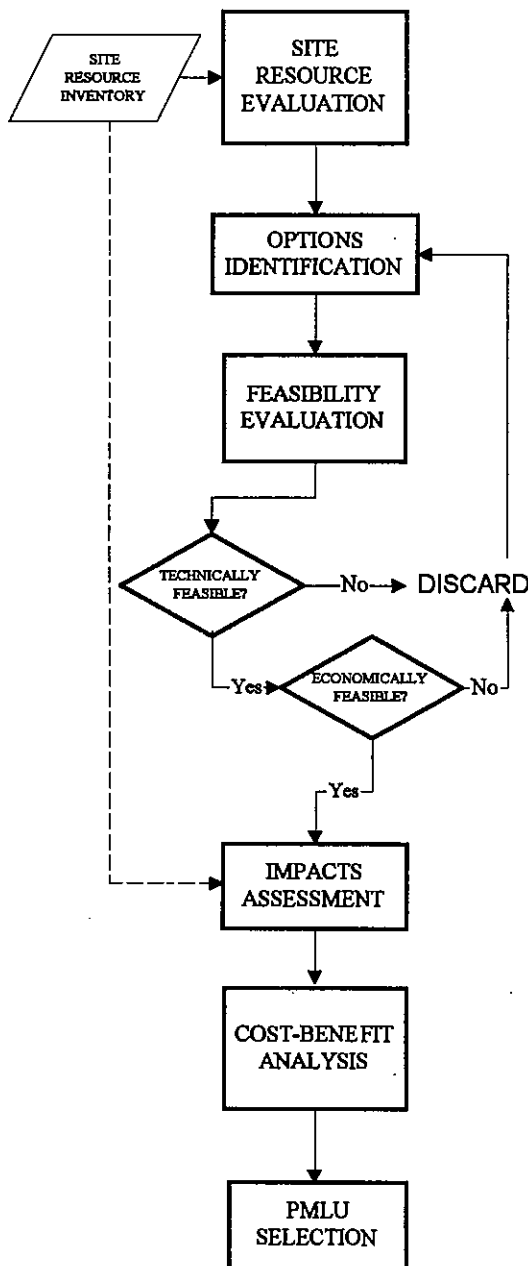 SITE
RESOURCE
INVENTORY
SITE
RESOURCE
EVALUATION
OPTIONS
IDENTIFICATION
FEASIBILITY
EVALUATION
TECHNICALLY
FEASIBLE?
No
DISCARD
Yes
ECONOMICALLY
FEASIBLE?
No
Yes
IMPACTS
ASSESSMENT
COST-BENEFIT
ANALYSIS
PMLU
SELECTION